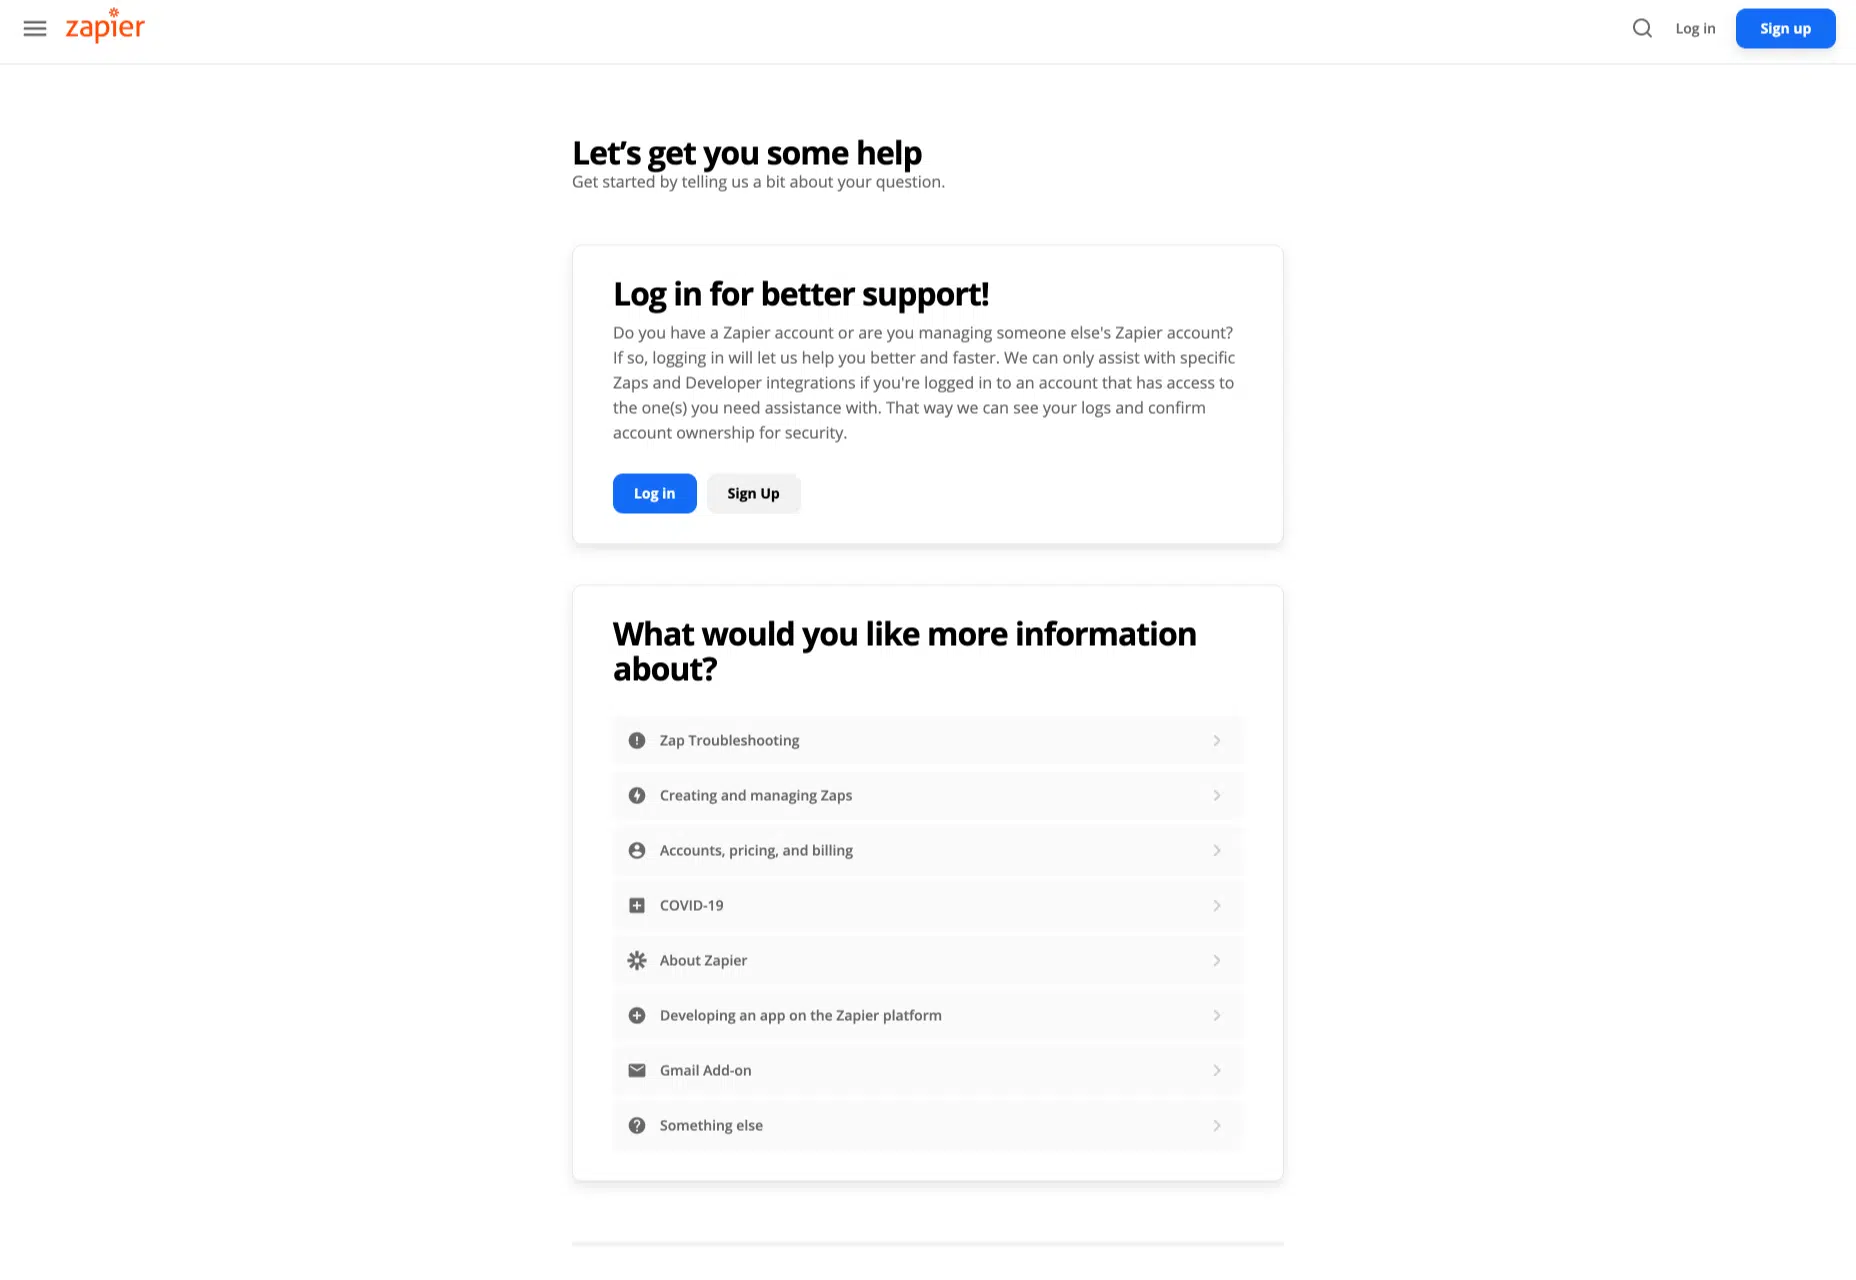 zapier
Log in
Sign up
Let’s get you some help
Get started by telling us a bit about your question.
Log in for better support!
Do you have a Zapier account or are you managing someone else's Zapier account?
If so, logging in will let us help you better and faster. We can only assist with specific
Zaps and Developer integrations if you're logged in to an account that has access to
the one(s) you need assistance with. That way we can see your logs and confirm
account ownership for security.
Log in
Sign Up
What would you like more information
about?
Zap Troubleshooting
Creating and managing Zaps
Accounts, pricing, and billing
COVID-19
About Zapier
Developing an app on the Zapier platform
Gmail Add-on
Something else